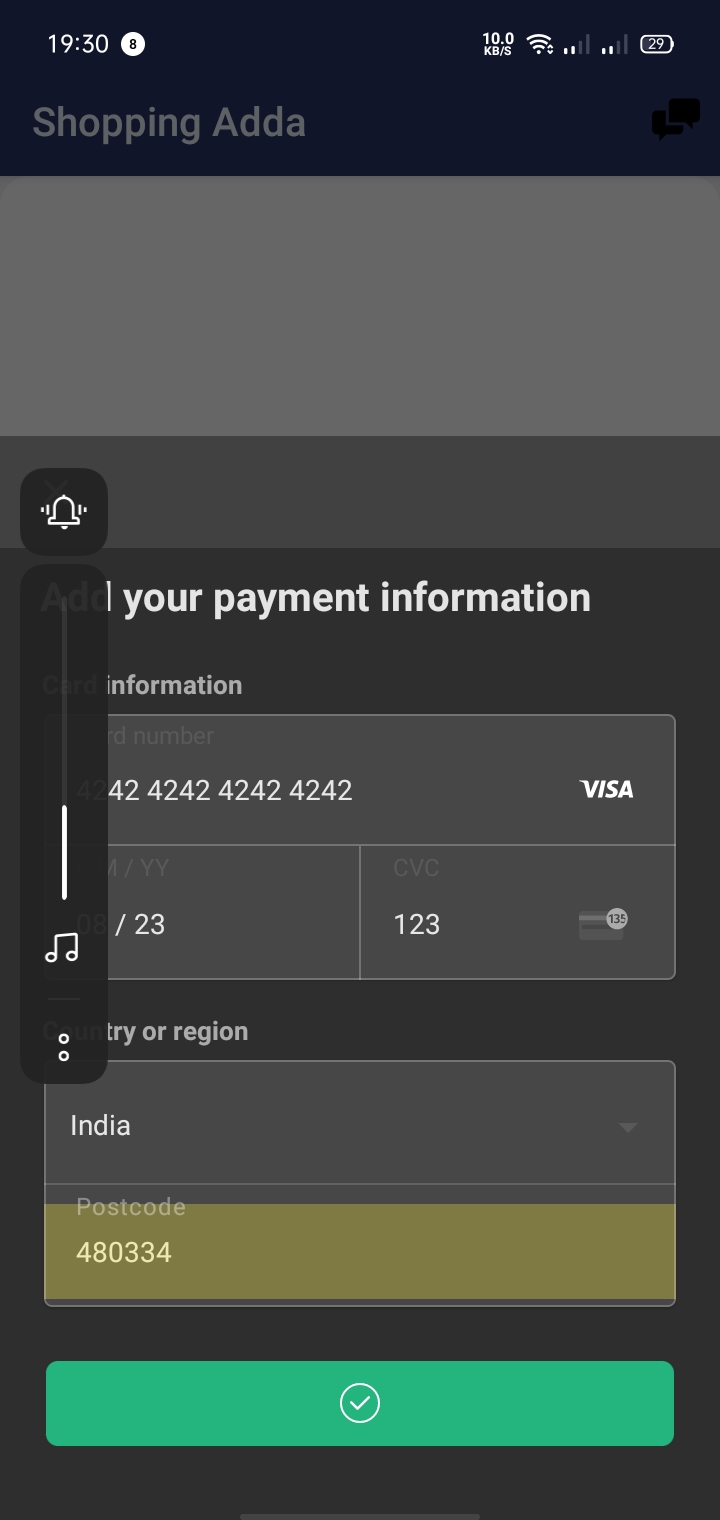 19:30 8 10.0 KB/S 29
Shopping Adda
Add your payment information
Card information
Card number
4242 4242 4242 4242 VISA
MM / YY CVC
08 / 23 123 135
Country or region
India
Postcode
480334